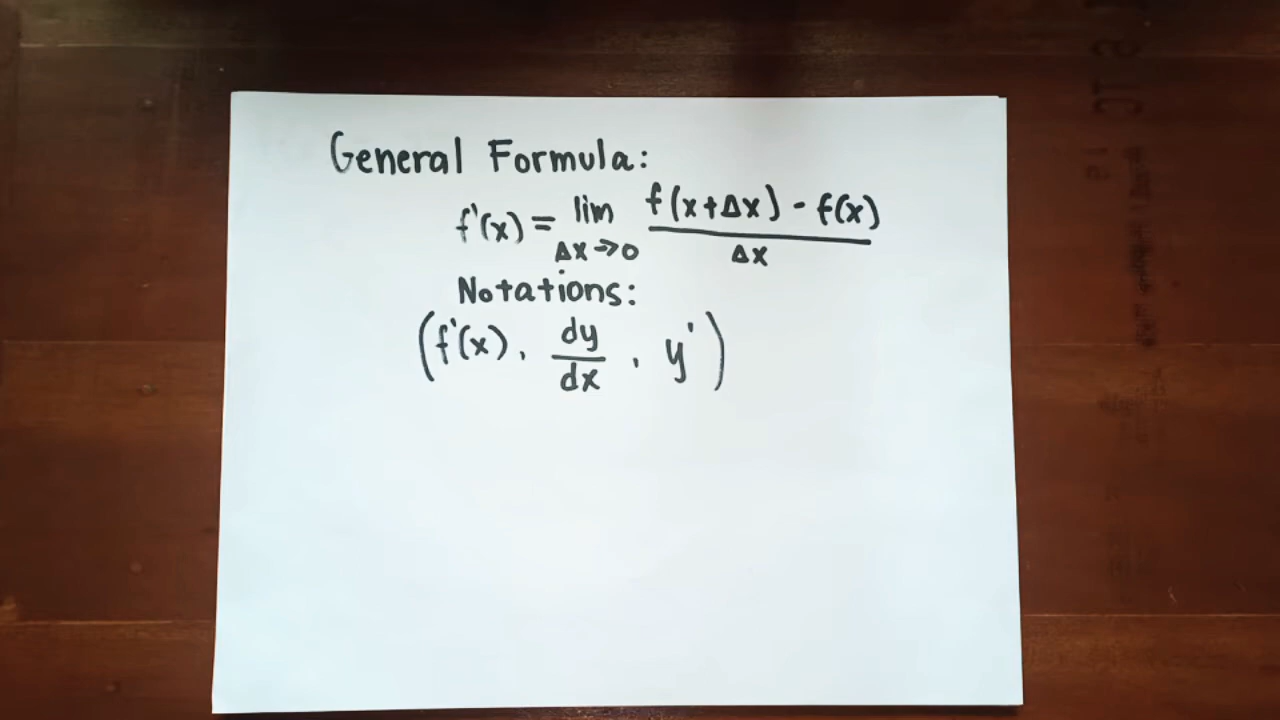 General Formula:
f'(x) = lim Δx→0 f(x+Δx) - f(x) / Δx
Notations:
(f'(x), dy/dx, y')